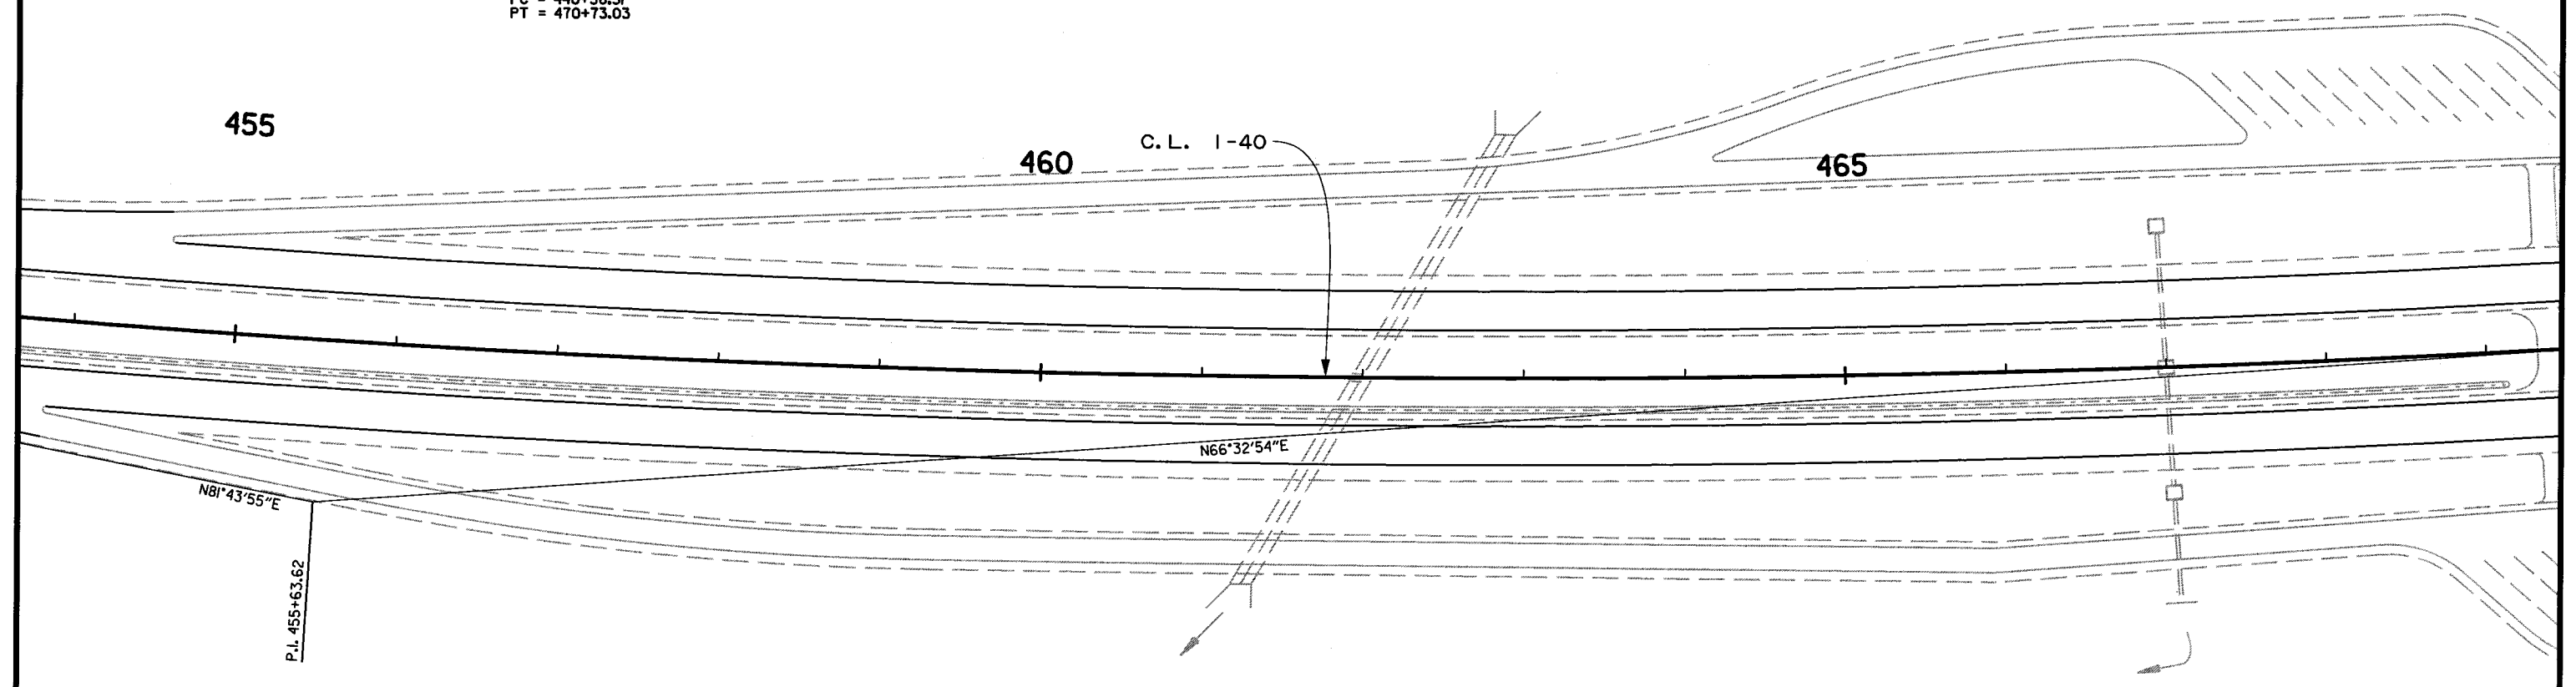 PT = 470+73.03
455
460
C.L. I-40
465
N66°32'54"E
N81°43'55"E
P.I. 455+63.62